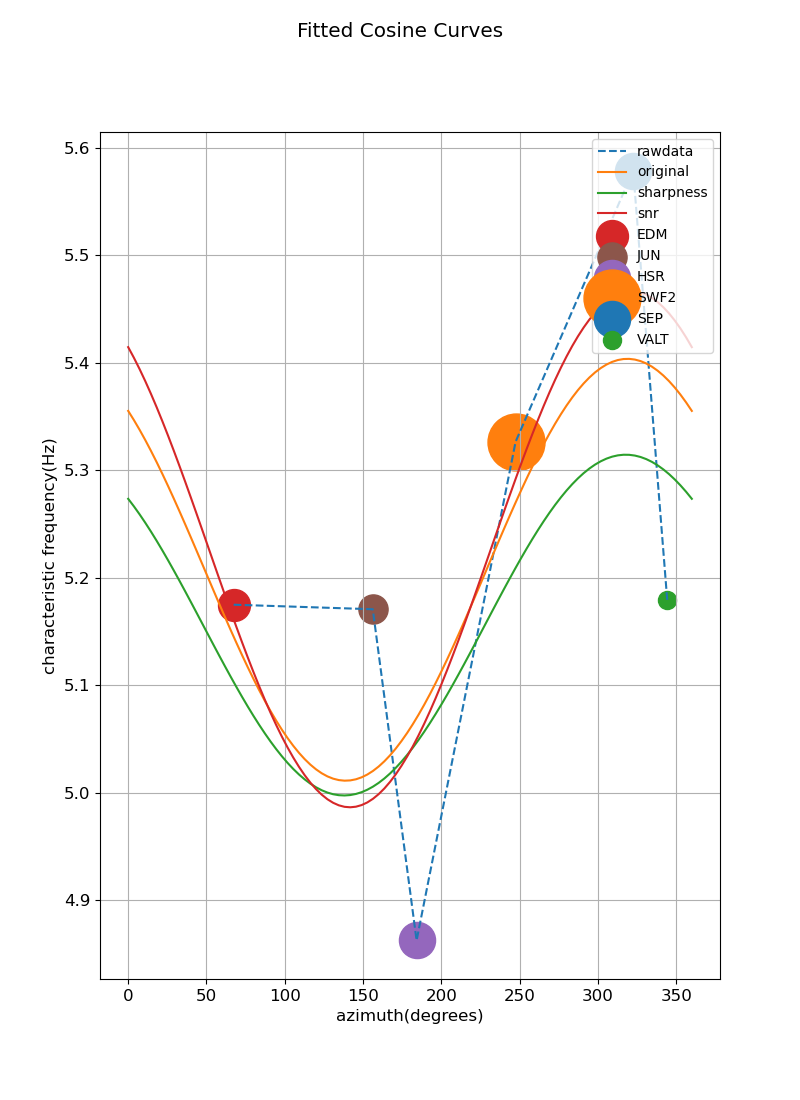 Fitted Cosine Curves
5.6
5.5
5.4
5.3
5.2
5.1
5.0
4.9
characteristic frequency(Hz)
rawdata
original
sharpness
snr
EDM
JUN
HSR
SWF2
SEP
VALT
0 50 100 150 200 250 300 350
azimuth(degrees)